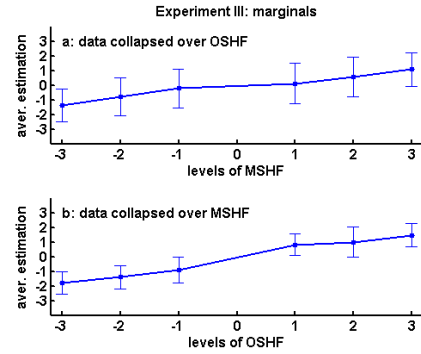 Experiment III: marginals
a: data collapsed over OSHF
aver. estimation
3
2
1
0
-1
-2
-3
-3 -2 -1 0 1 2 3
levels of MSHF
b: data collapsed over MSHF
aver. estimation
3
2
1
0
-1
-2
-3
-3 -2 -1 0 1 2 3
levels of OSHF